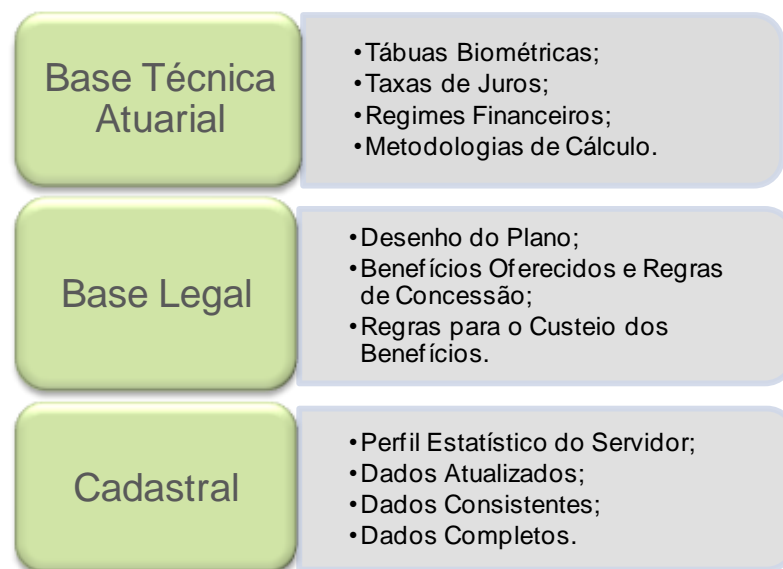 Base Técnica
Atuarial
•Tábuas Biométricas;
•Taxas de Juros;
•Regimes Financeiros;
•Metodologias de Cálculo.
Base Legal
•Desenho do Plano;
•Benefícios Oferecidos e Regras
de Concessão;
•Regras para o Custeio dos
Benefícios.
Cadastral
•Perfil Estatístico do Servidor;
•Dados Atualizados;
•Dados Consistentes;
•Dados Completos.